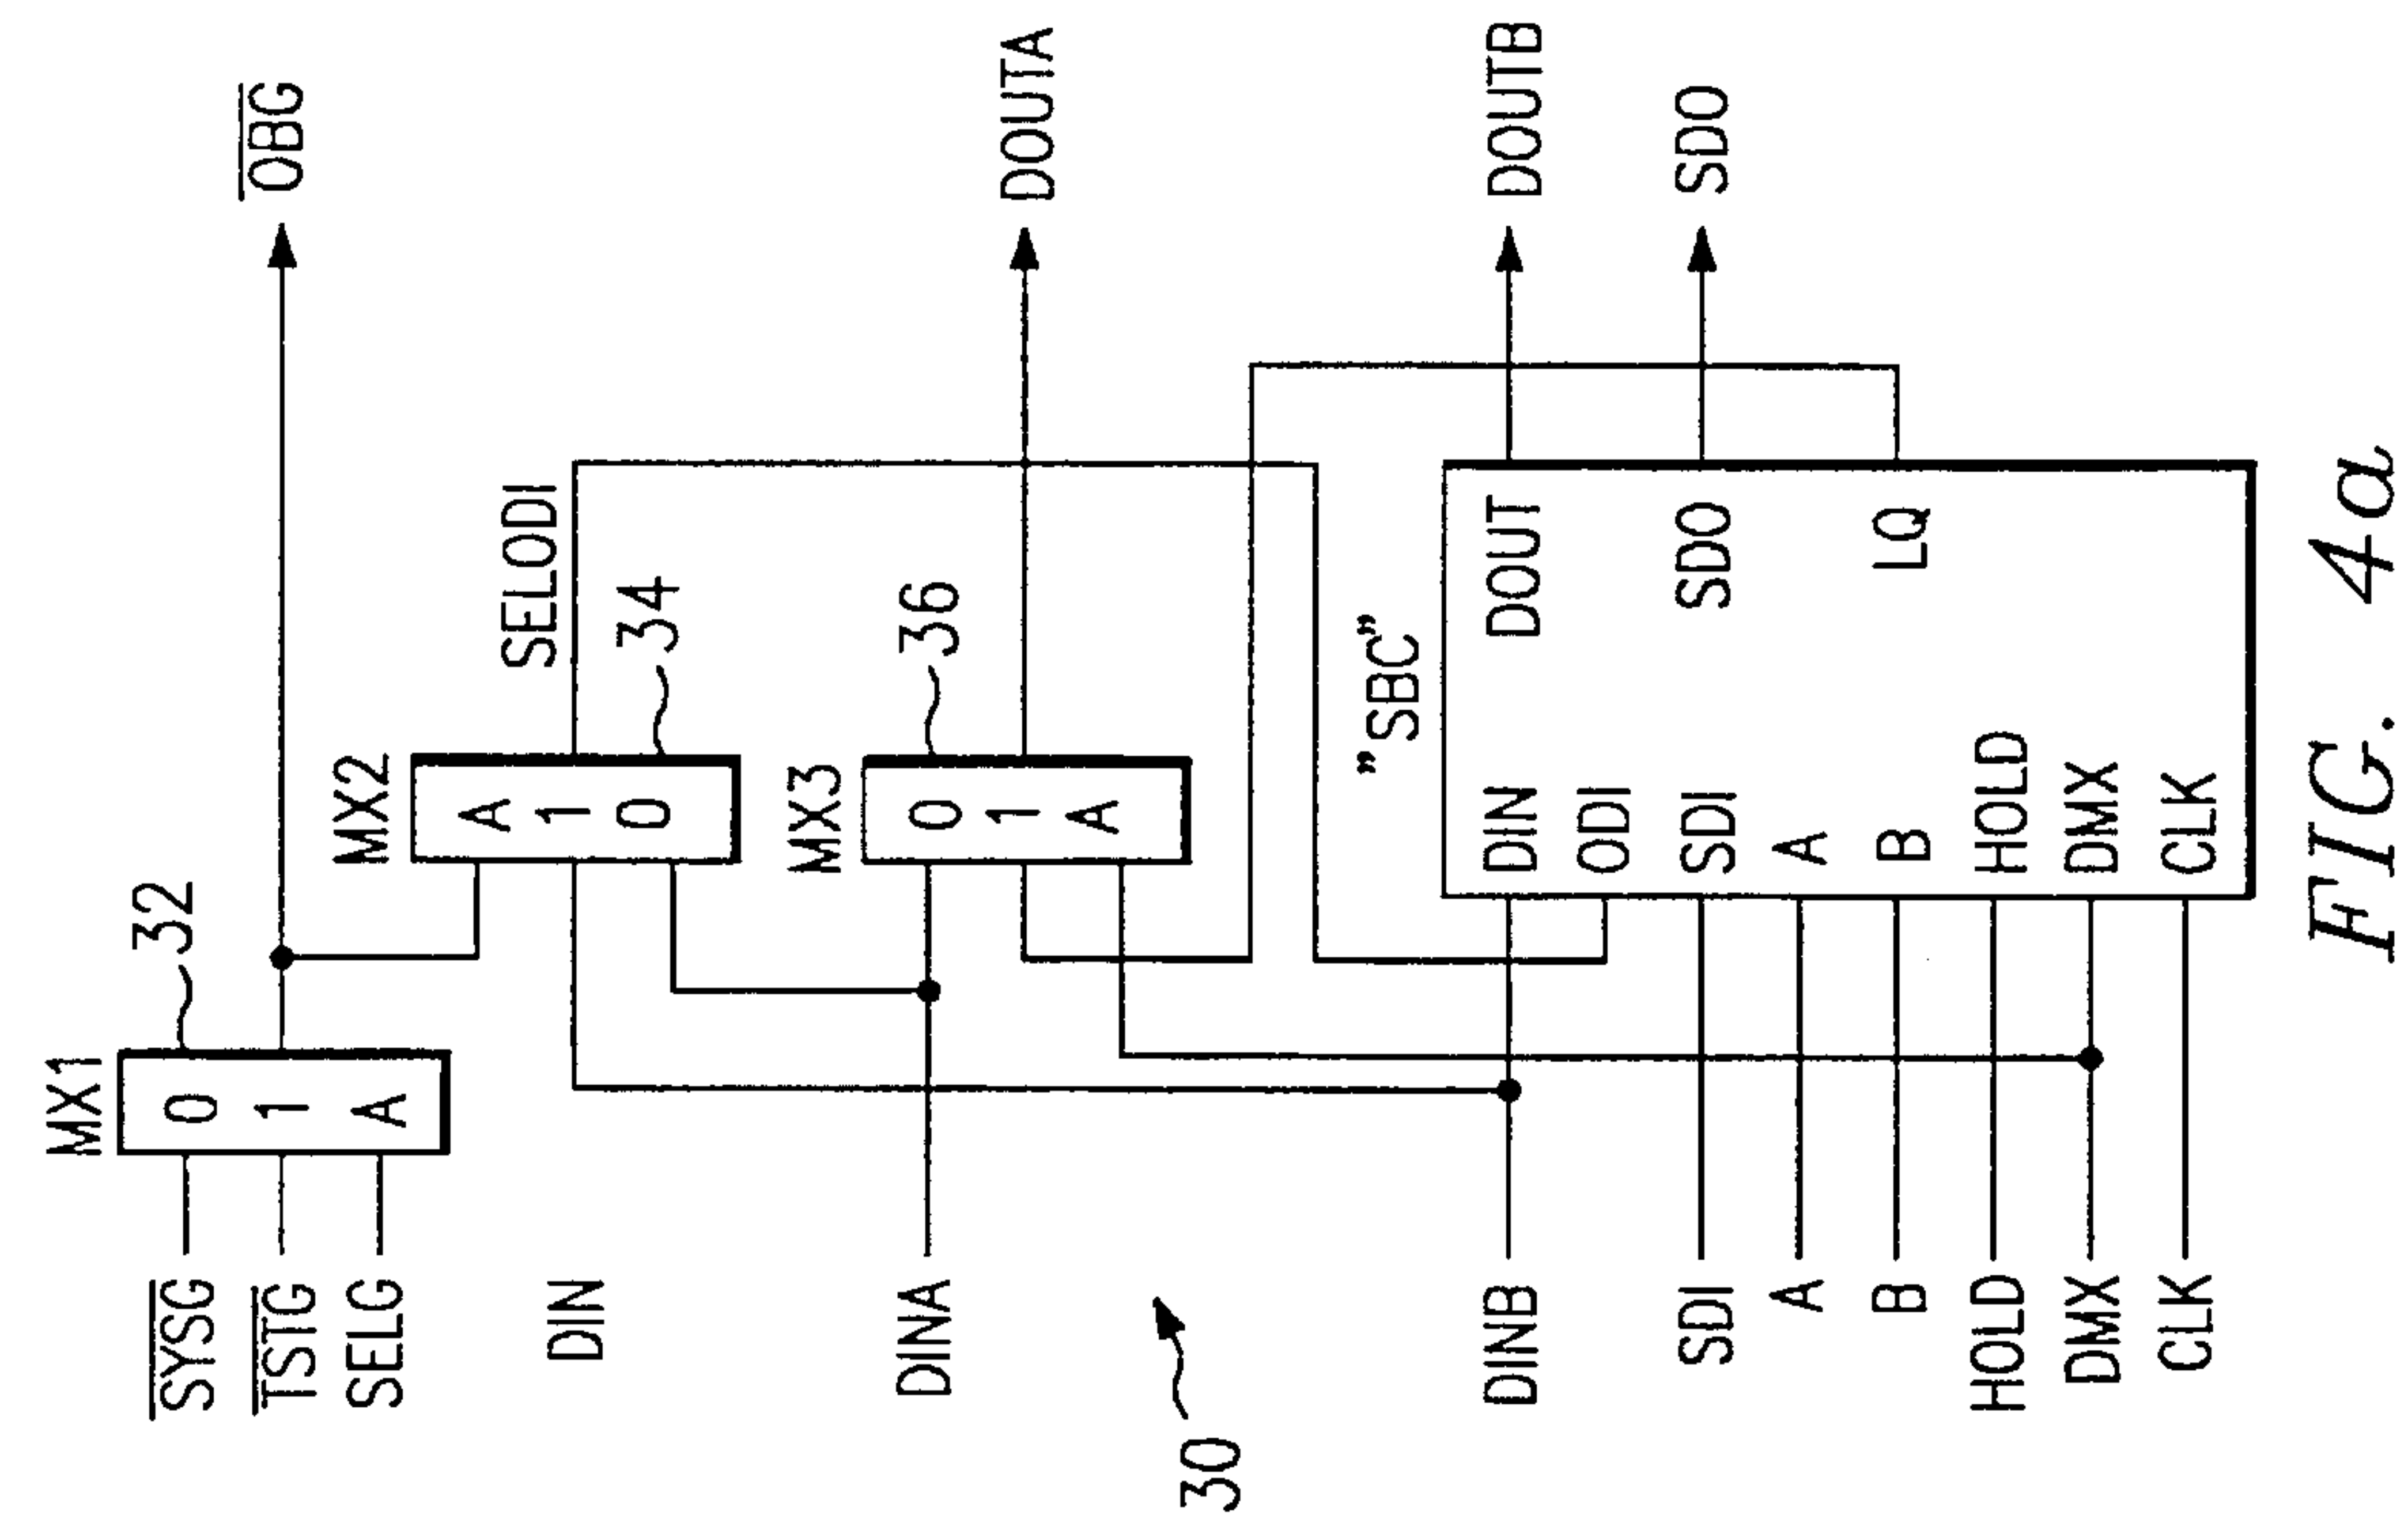 MX1
32
SYSG
TSTG
SELG
0
1
A
OBG
MX2
34
A
1
0
SELODI
DIN
MX3
36
0
1
A
DINA
DOUTA
30
"SBC"
DINB
SDI
A
B
HOLD
DMX
CLK
DIN
ODI
SDI
A
B
HOLD
DMX
CLK
DOUT
SDO
LQ
DOUTB
SDO
FIG. 4a